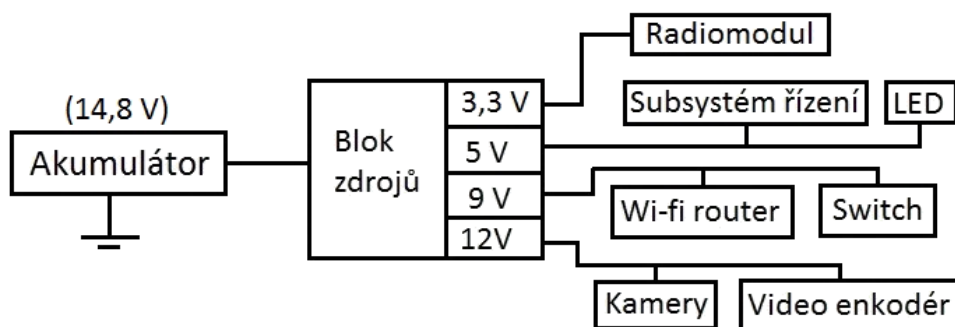 Radiomodul
(14,8 V)
Akumulátor
Blok
zdrojů
3,3 V
5 V
9 V
12V
Subsystém řízení
LED
Wi-fi router
Switch
Kamery
Video enkodér